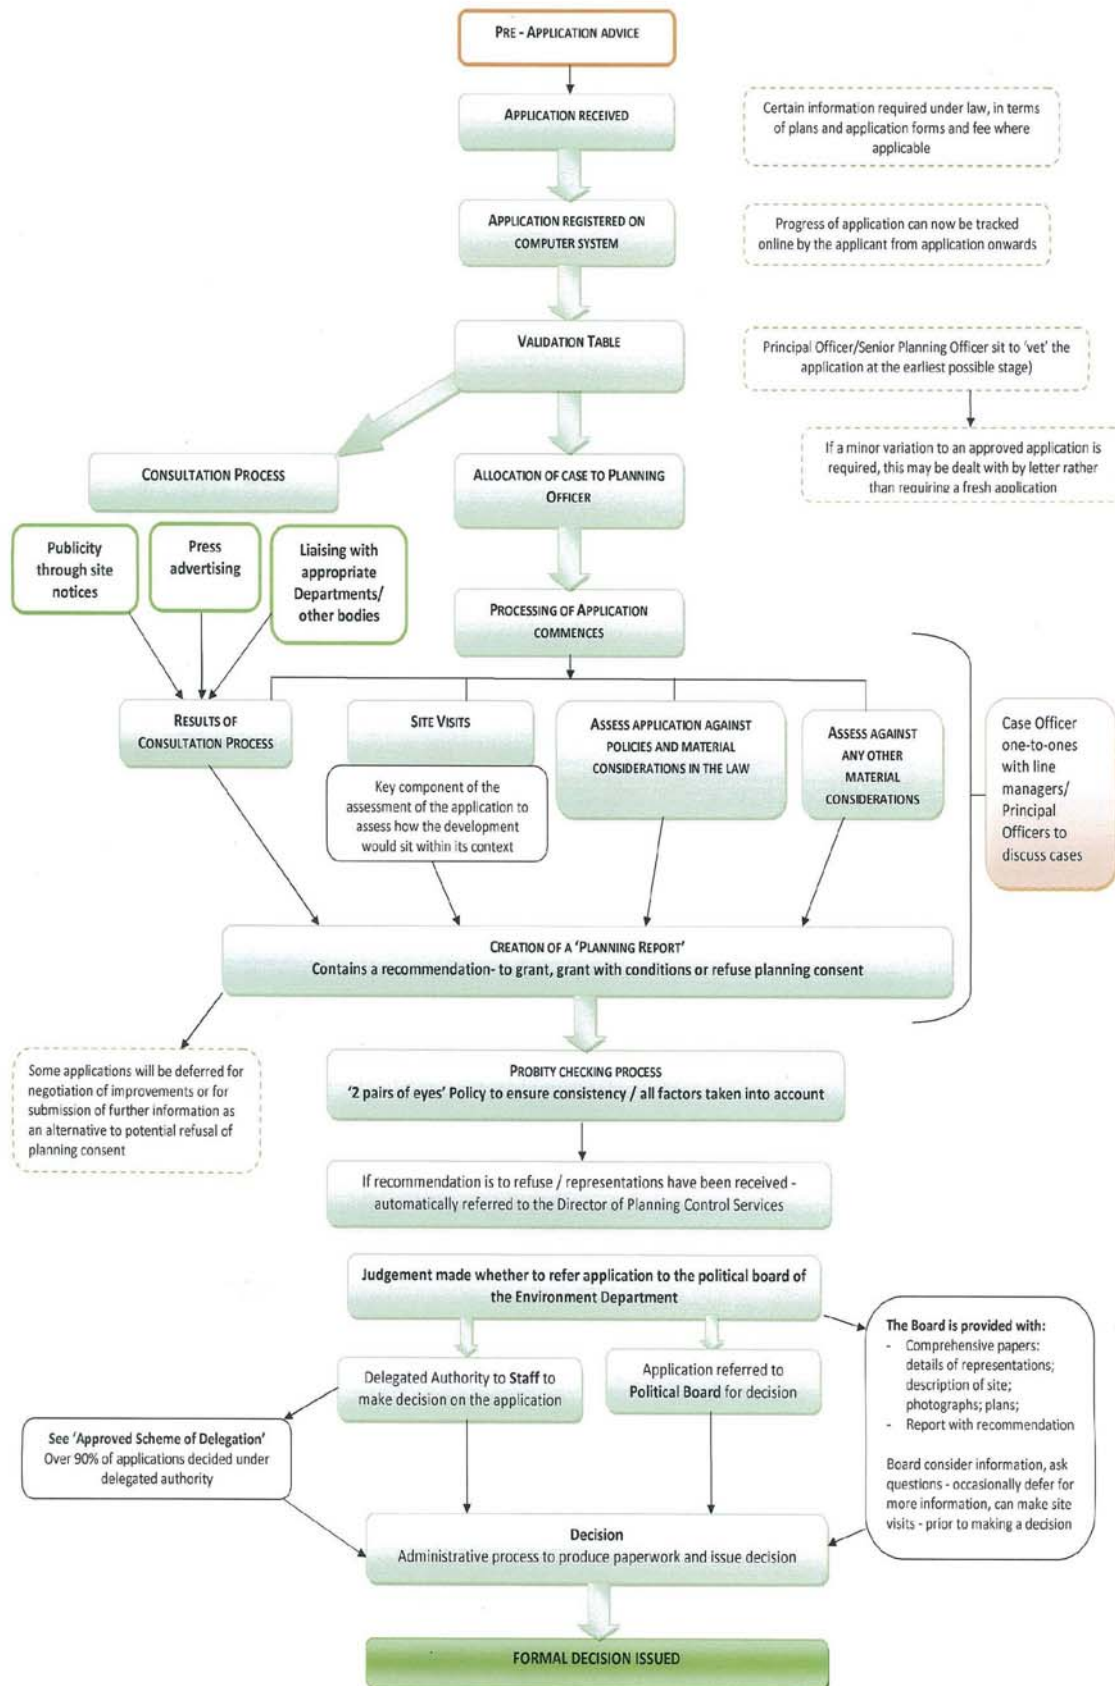 PRE - APPLICATION ADVICE
APPLICATION RECEIVED
Certain information required under law, in terms
of plans and application forms and fee where
applicable
APPLICATION REGISTERED ON
COMPUTER SYSTEM
Progress of application can now be tracked
online by the applicant from application onwards
VALIDATION TABLE
Principal Officer/Senior Planning Officer sit to ‘vet’ the
application at the earliest possible stage)
If a minor variation to an approved application is
required, this may be dealt with by letter rather
than requiring a fresh application
CONSULTATION PROCESS
ALLOCATION OF CASE TO PLANNING
OFFICER
Publicity
through site
notices
Press
advertising
Liaising with
appropriate
Departments/
other bodies
PROCESSING OF APPLICATION
COMMENCES
RESULTS OF
CONSULTATION PROCESS
SITE VISITS
Key component of the
assessment of the application to
assess how the development
would sit within its context
ASSESS APPLICATION AGAINST
POLICIES AND MATERIAL
CONSIDERATIONS IN THE LAW
ASSESS AGAINST
ANY OTHER
MATERIAL
CONSIDERATIONS
Case Officer
one-to-ones
with line
managers/
Principal
Officers to
discuss cases
CREATION OF A ‘PLANNING REPORT’
Contains a recommendation- to grant, grant with conditions or refuse planning consent
Some applications will be deferred for
negotiation of improvements or for
submission of further information as
an alternative to potential refusal of
planning consent
PROBITY CHECKING PROCESS
‘2 pairs of eyes’ Policy to ensure consistency / all factors taken into account
If recommendation is to refuse / representations have been received -
automatically referred to the Director of Planning Control Services
Judgement made whether to refer application to the political board of
the Environment Department
Delegated Authority to Staff to
make decision on the application
Application referred to
Political Board for decision
The Board is provided with:
- Comprehensive papers:
details of representations;
description of site;
photographs; plans;
- Report with recommendation
Board consider information, ask
questions - occasionally defer for
more information, can make site
visits - prior to making a decision
See ‘Approved Scheme of Delegation’
Over 90% of applications decided under
delegated authority
Decision
Administrative process to produce paperwork and issue decision
FORMAL DECISION ISSUED